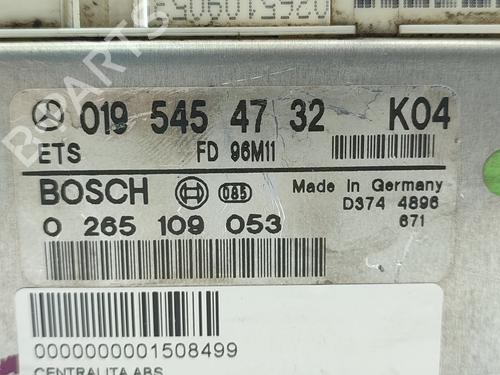 019 545 47 32 K04
ETS FD 96M11
BOSCH 085 Made in Germany
D374 4896
0 265 109 053 671
0000000001508499
CENTRALITA ABS
B-PARTS